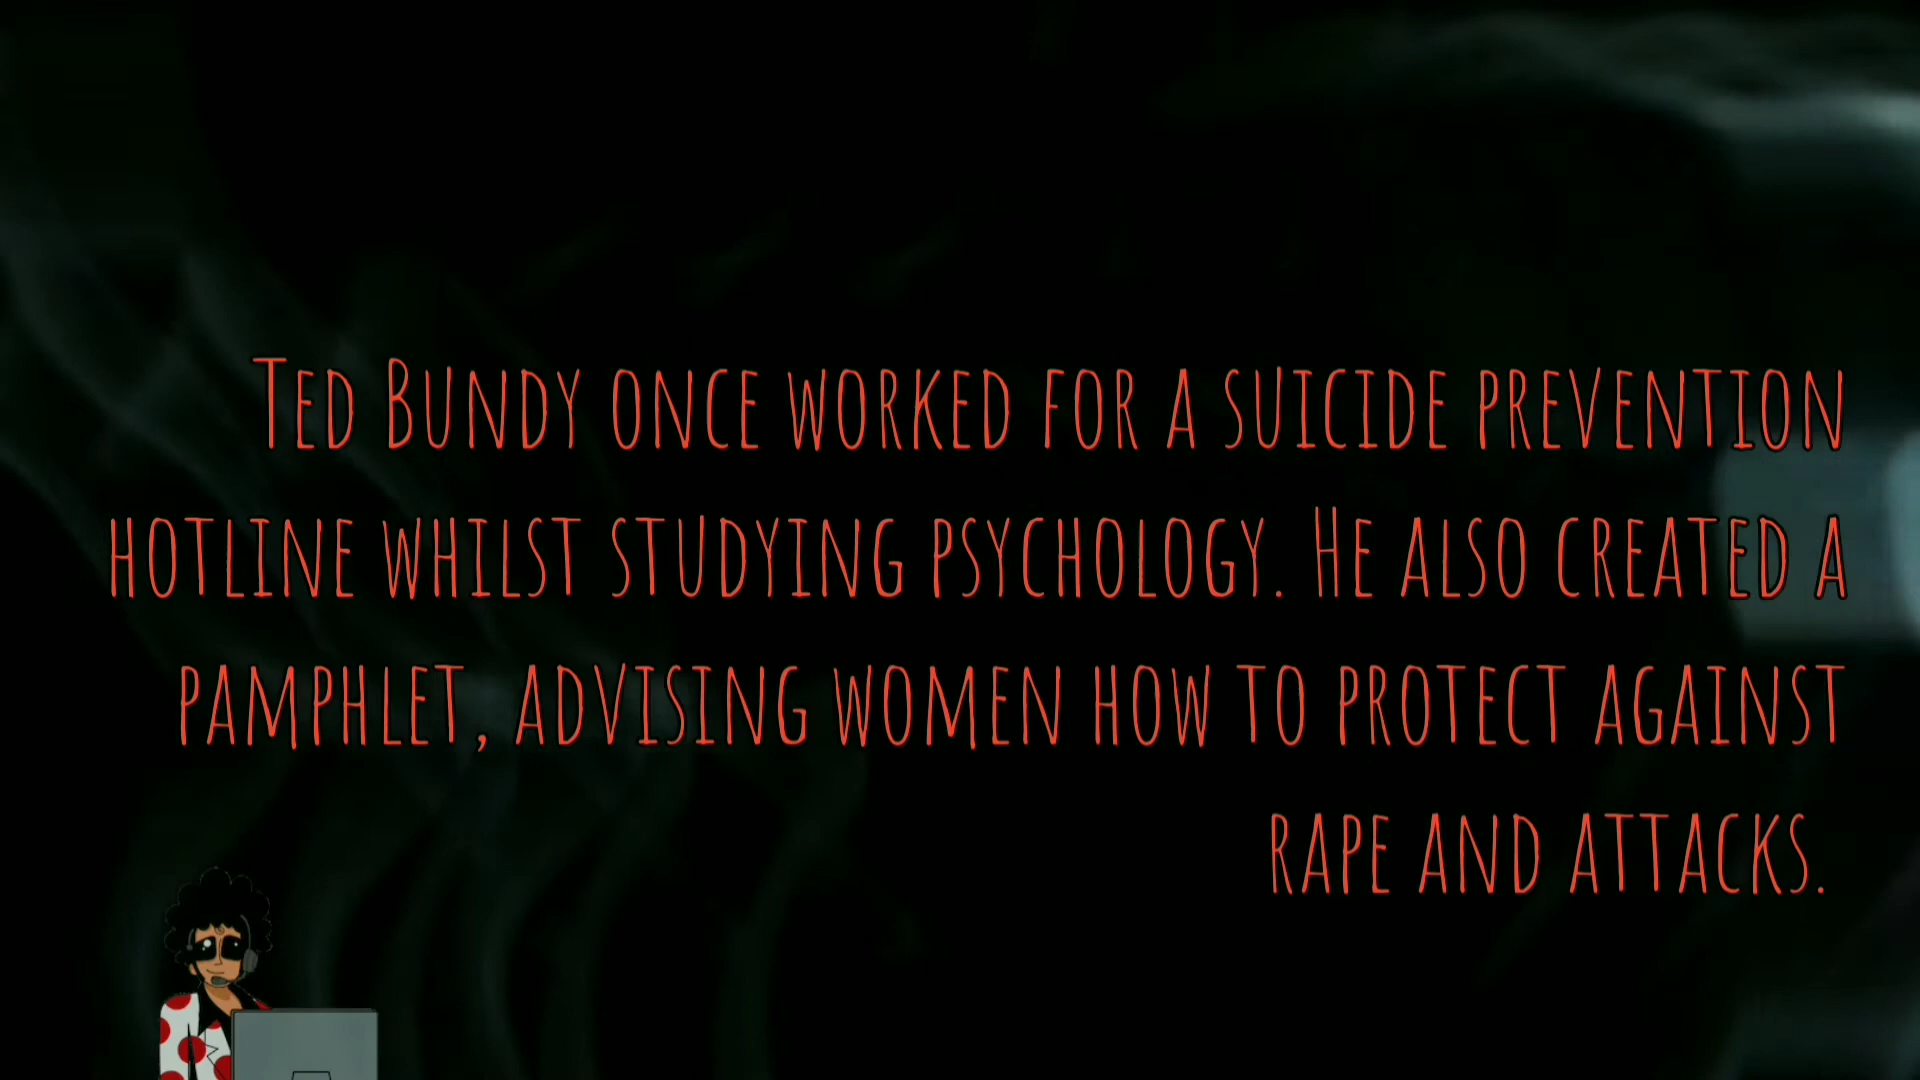 Ted Bundy once worked for a suicide prevention
hotline whilst studying psychology. He also created a
pamphlet, advising women how to protect against
rape and attacks.